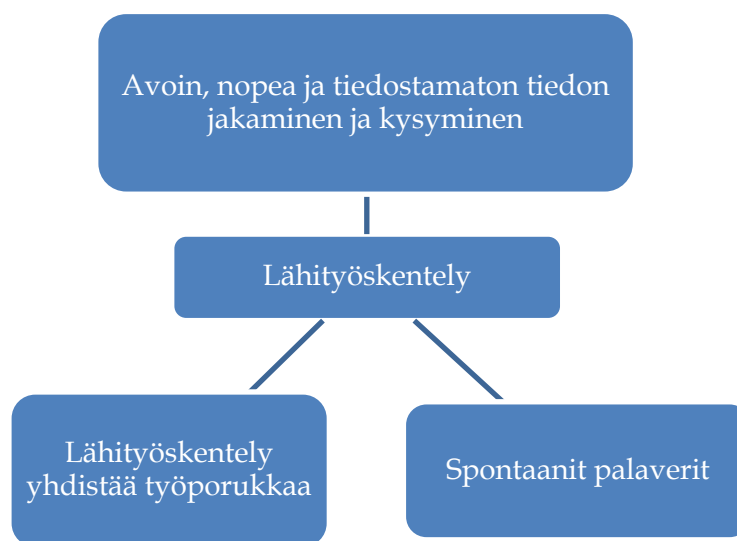 Avoin, nopea ja tiedostamaton tiedon
jakaminen ja kysyminen
Lähityöskentely
Lähityöskentely
yhdistää työporukkaa
Spontaanit palaverit